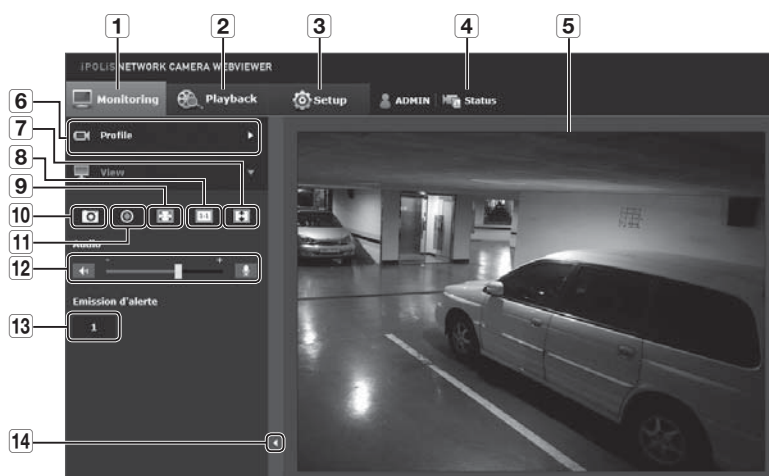 1 2 3 4 5
iPOLiS NETWORK CAMERA WEBVIEWER
Monitoring Playback Setup ADMIN Status
6 Profile
7
8 View
9
10 1:1
11
Audio
12 - +
Emission d'alerte
13 1
14